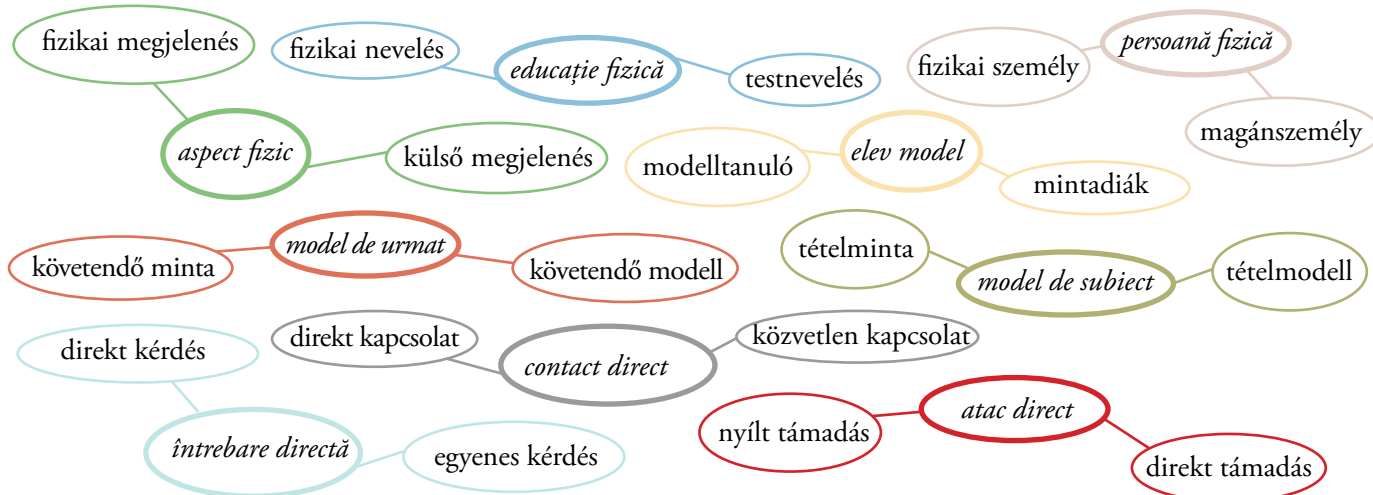 fizikai megjelenés
fizikai nevelés
educație fizică
testnevelés
fizikai személy
persoană fizică
magánszemély
aspect fizic
külső megjelenés
modelltanuló
elev model
mintadiák
követendő minta
model de urmat
követendő modell
tételminta
model de subiect
tételmodell
direkt kérdés
direkt kapcsolat
contact direct
közvetlen kapcsolat
întrebare directă
egyenes kérdés
nyílt támadás
atac direct
direkt támadás